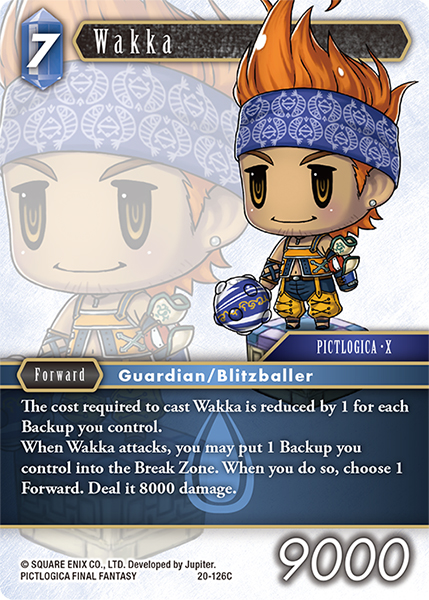 7
Wakka
PICTLOGICA · X
Forward
Guardian/Blitzballer
The cost required to cast Wakka is reduced by 1 for each
Backup you control.
When Wakka attacks, you may put 1 Backup you
control into the Break Zone. When you do so, choose 1
Forward. Deal it 8000 damage.
© SQUARE ENIX CO., LTD. Developed by Jupiter.
PICTLOGICA FINAL FANTASY
20-126C
9000